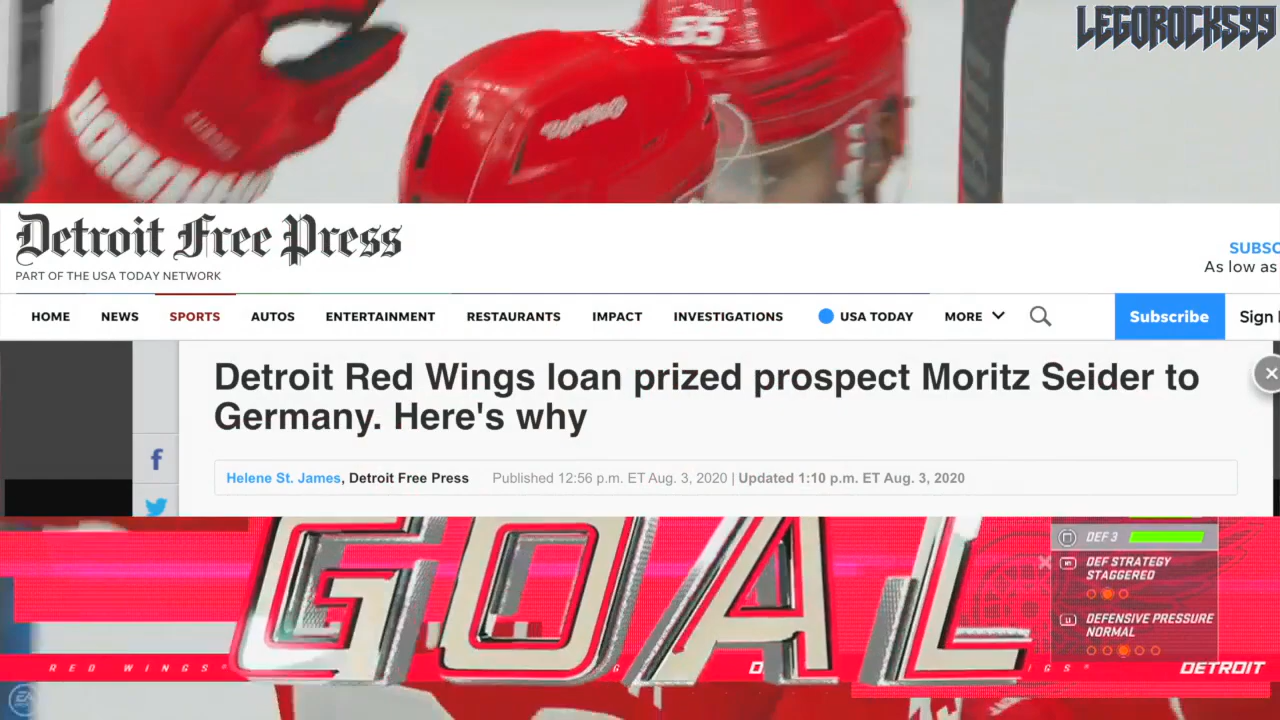 LEGOROCKS99
55
Detroit Free Press
PART OF THE USA TODAY NETWORK
SUBSC
As low as
HOME NEWS SPORTS AUTOS ENTERTAINMENT RESTAURANTS IMPACT INVESTIGATIONS USA TODAY MORE Subscribe Sign
Detroit Red Wings loan prized prospect Moritz Seider to
Germany. Here's why
Helene St. James, Detroit Free Press Published 12:56 p.m. ET Aug. 3, 2020 | Updated 1:10 p.m. ET Aug. 3, 2020
GOAL
DEF 3
DEF STRATEGY
STAGGERED
DEFENSIVE PRESSURE
NORMAL
RED WINGS
DETROIT
EA